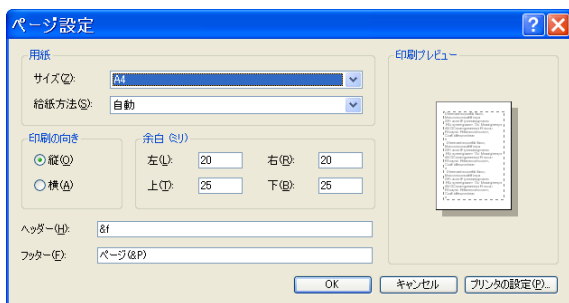 ページ設定
用紙
サイズ(Z):
A4
給紙方法(S):
自動
印刷の向き
縦(O)
横(A)
余白 (ミリ)
左(L):
20
右(R):
20
上(T):
25
下(B):
25
ヘッダー(H):
&f
フッター(F):
ページ(&P)
印刷プレビュー
OK
キャンセル
プリンタの設定(P)...